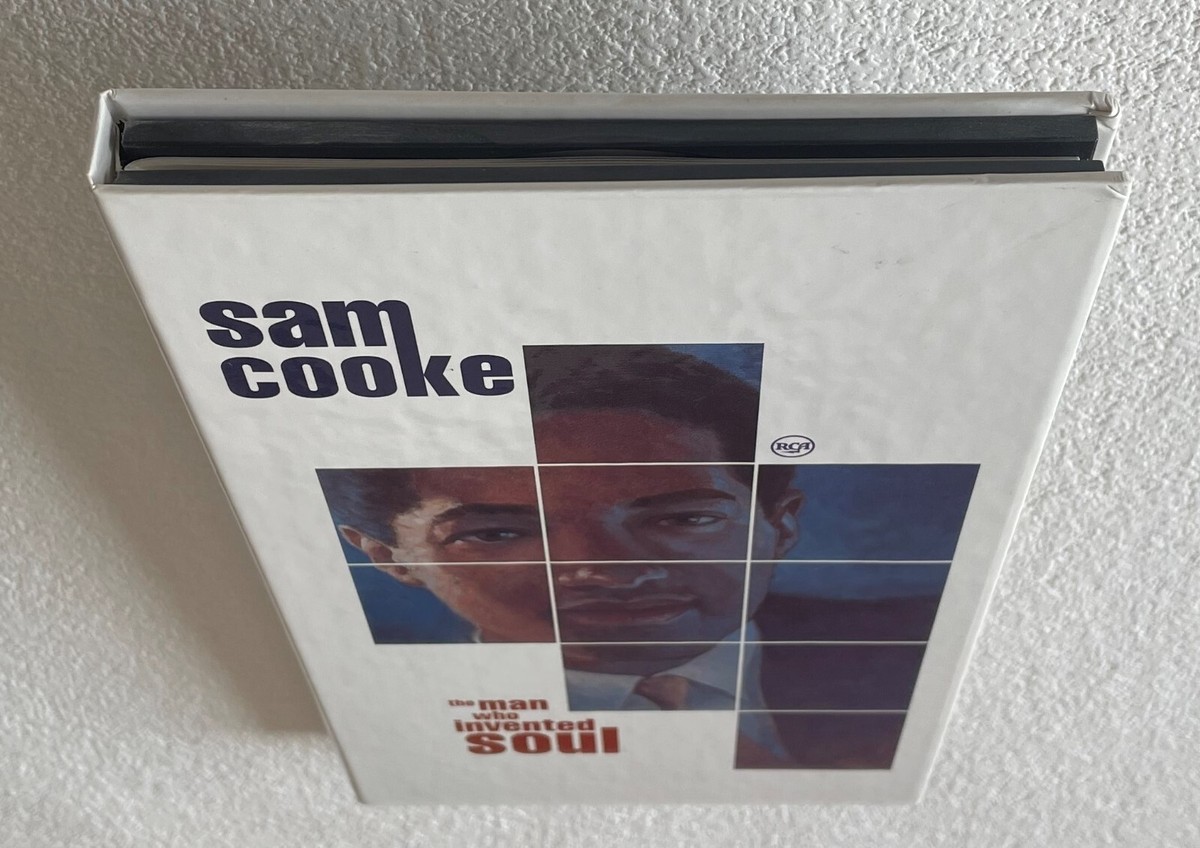 sam
cooke
RCA
the man
who
invented
soul